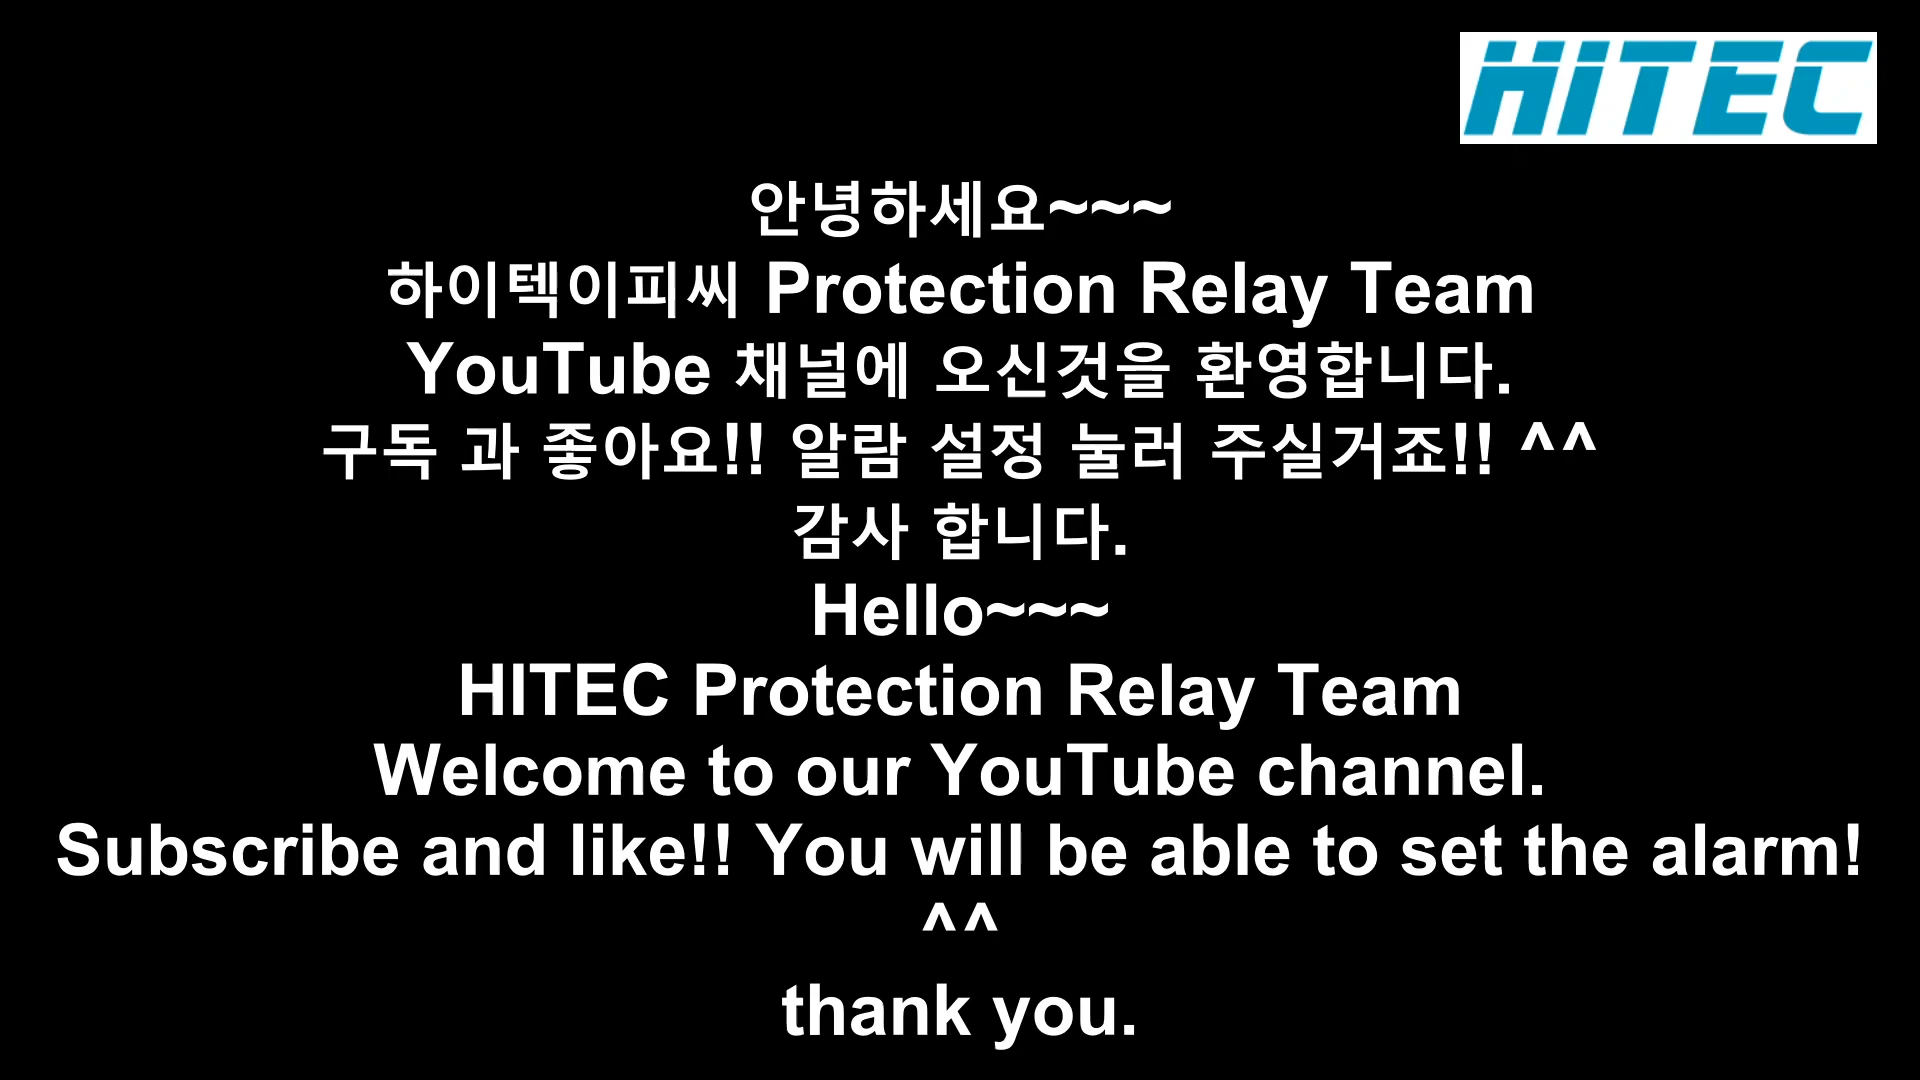 HITEC
안녕하세요~~~
하이텍이피씨 Protection Relay Team
YouTube 채널에 오신것을 환영합니다.
구독 과 좋아요!! 알람 설정 눌러 주실거죠!! ^^
감사 합니다.
Hello~~~
HITEC Protection Relay Team
Welcome to our YouTube channel.
Subscribe and like!! You will be able to set the alarm!
^^
thank you.